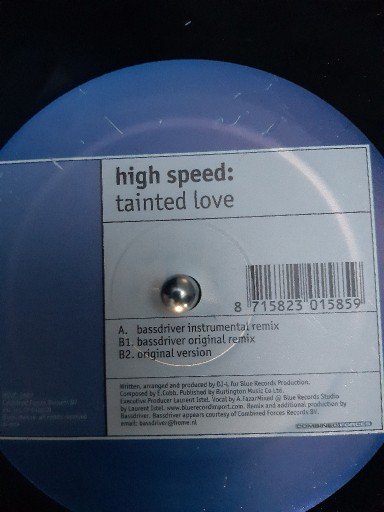 high speed:
tainted love
8 715823 015859
A. bassdriver instrumental remix
B1. bassdriver original remix
B2. original version
Written, arranged and produced by DJ-L for Blue Records Production.
Composed by E.Cobb. Published by Burlington Music Co Ltd.
Executive Producer Laurent Istel. Vocal by A.FazarMixed @ Blue Records Studio
by Laurent Istel. www.bluerecordimport.com. Remix and additional production by
Bassdriver. Bassdriver appears courtesy of Combined Forces Records BV.
email: bassdriver@home.nl
COMBINED FORCES